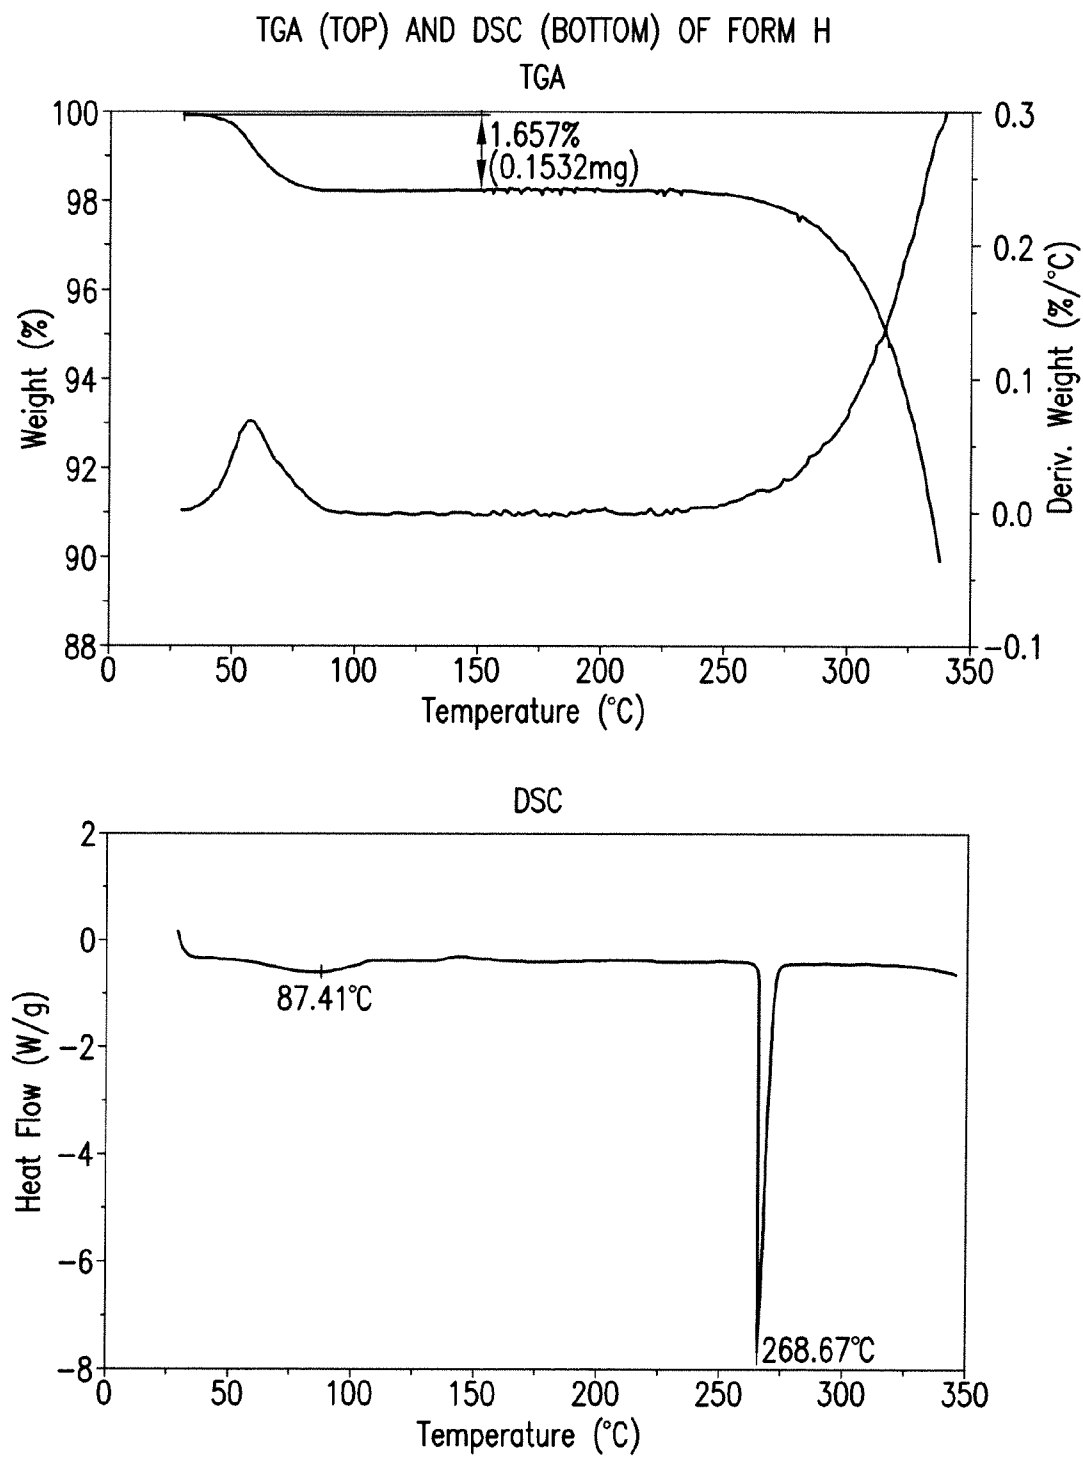 TGA (TOP) AND DSC (BOTTOM) OF FORM H
TGA
100
98
96
94
92
90
88
Weight (%)
1.657%
(0.1532mg)
0.3
0.2
0.1
0.0
-0.1
Deriv. Weight (%/°C)
0 50 100 150 200 250 300 350
Temperature (°C)
DSC
2
0
-2
-4
-6
-8
Heat Flow (W/g)
87.41°C
268.67°C
0 50 100 150 200 250 300 350
Temperature (°C)